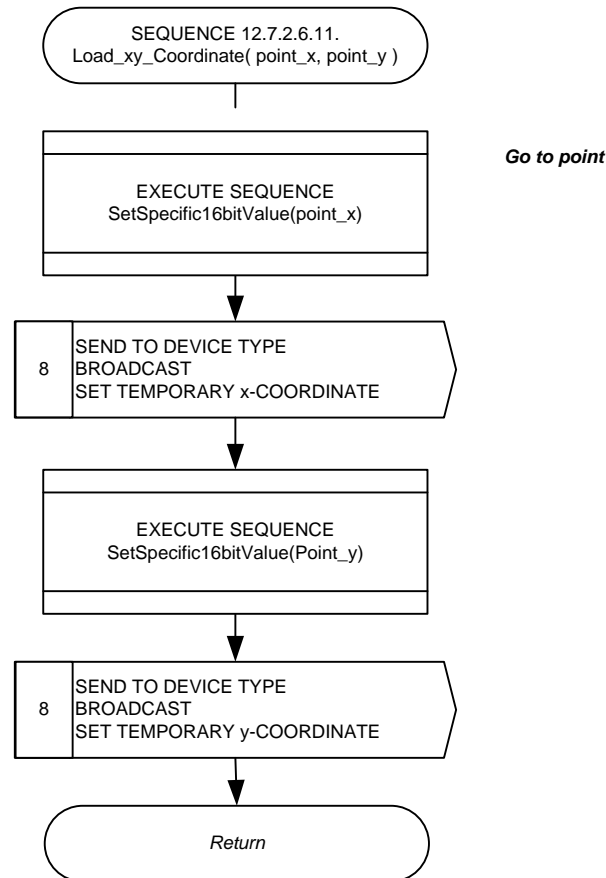 SEQUENCE 12.7.2.6.11.
Load_xy_Coordinate( point_x, point_y )
Go to point
EXECUTE SEQUENCE
SetSpecific16bitValue(point_x)
8
SEND TO DEVICE TYPE
BROADCAST
SET TEMPORARY x-COORDINATE
EXECUTE SEQUENCE
SetSpecific16bitValue(Point_y)
8
SEND TO DEVICE TYPE
BROADCAST
SET TEMPORARY y-COORDINATE
Return